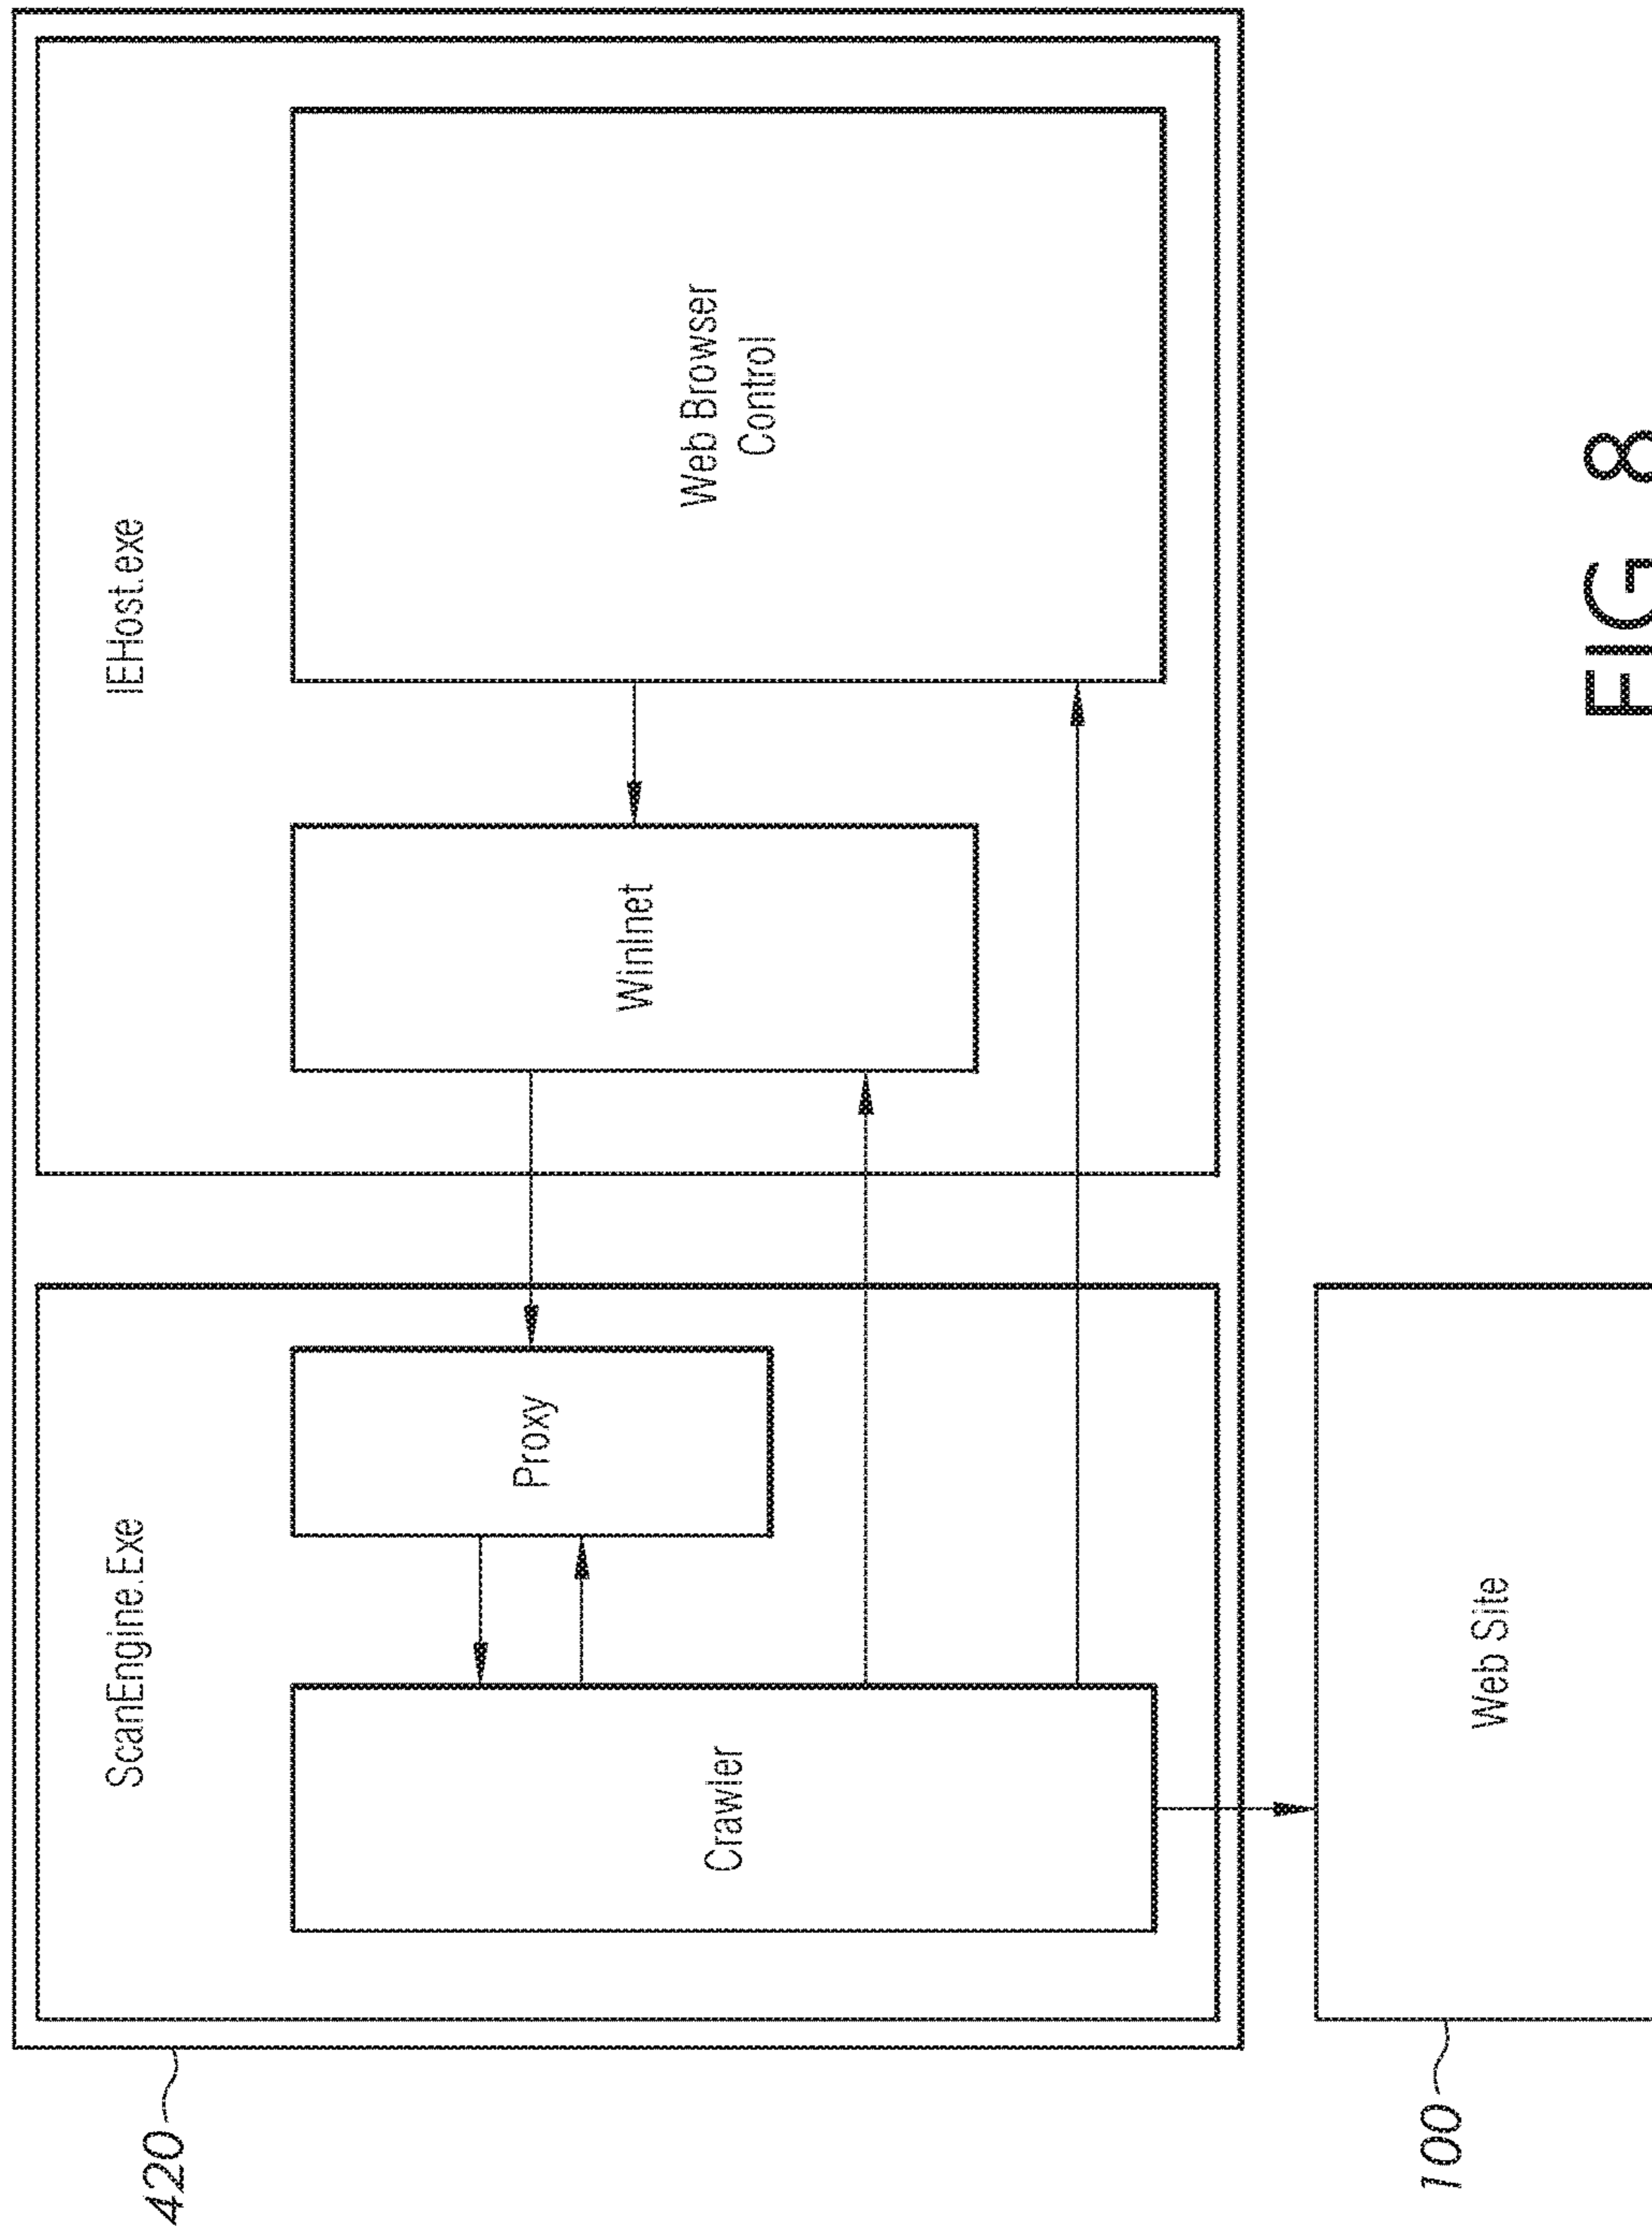 420
ScanEngine.Exe
IEHost.exe
Crawler
Proxy
WinInet
Web Browser
Control
100
Web Site
FIG 8